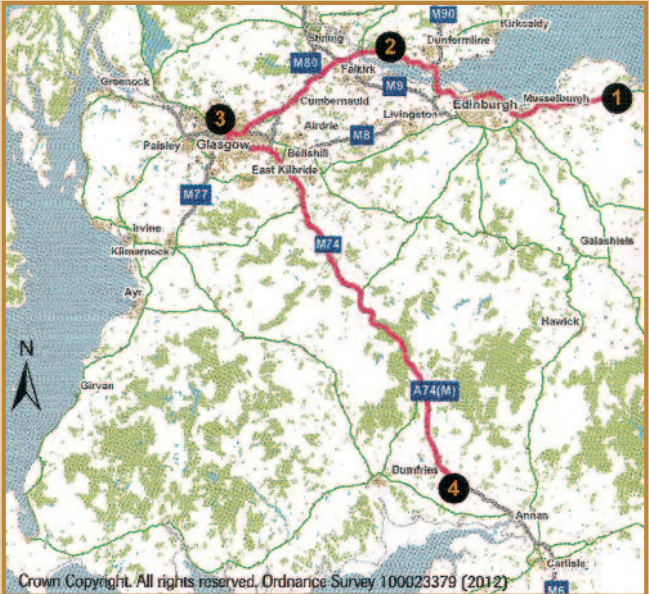 M90
Kirkcaldy
Stirling
Dunfermline
2
M80
Falkirk
Greenock
M9
1
Cumbernauld
Musselburgh
Edinburgh
3
Livingston
Airdrie
M8
Paisley
Glasgow
Bellshill
East Kilbride
M77
Irvine
M74
Galashiels
Kilmarnock
Ayr
Hawick
N
Girvan
A74(M)
Dumfries
4
Annan
Carlisle
Crown Copyright. All rights reserved. Ordnance Survey 100023379 (2012)
M6